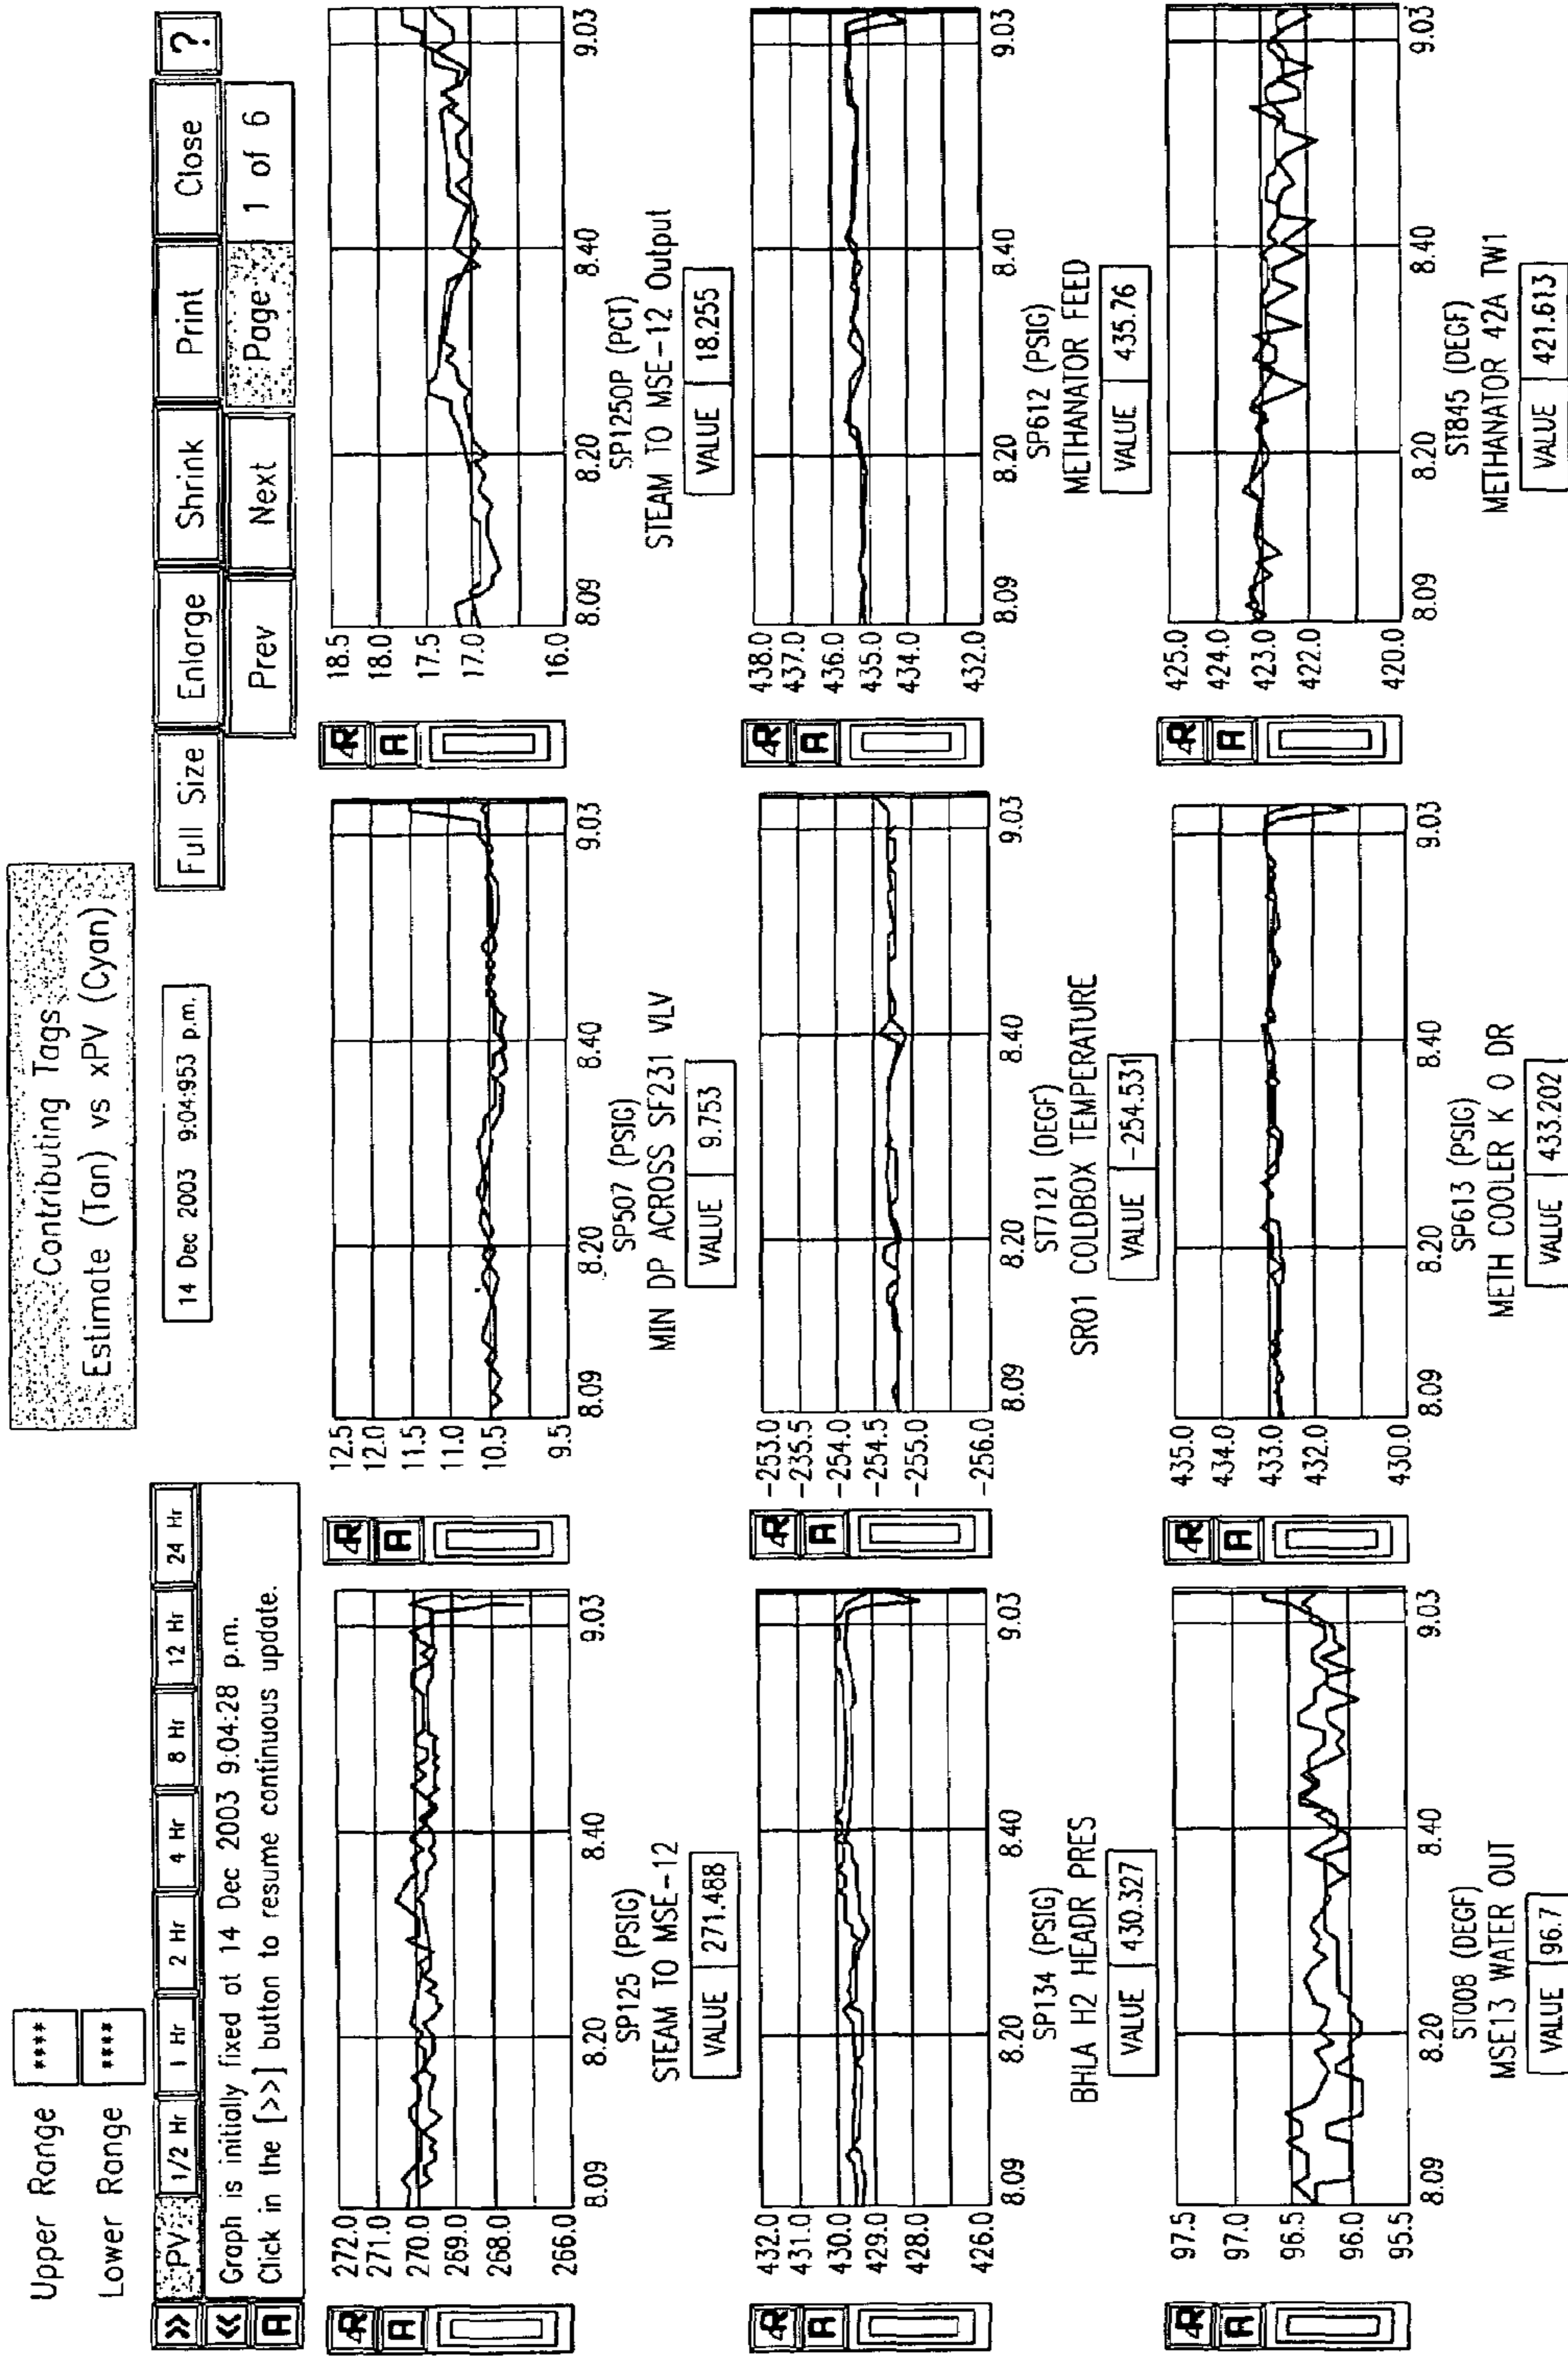 Upper Range ****
Lower Range ****
Contributing Tags
Estimate (Tan) vs xPV (Cyan)
14 Dec 2003 9:04:953 p.m.
>> xPV 1/2 Hr 1 Hr 2 Hr 4 Hr 8 Hr 12 Hr 24 Hr
<<
A
Graph is initially fixed at 14 Dec 2003 9:04:28 p.m.
Click in the [>>] button to resume continuous update.
Full Size Enlarge Shrink Print Close ?
Prev Next Page 1 of 6
R
A
272.0
271.0
270.0
269.0
268.0
266.0
8.09 8.20 8.40 9.03
SP125 (PSIG)
STEAM TO MSE-12
VALUE 271.488
R
A
12.5
12.0
11.5
11.0
10.5
9.5
8.09 8.20 8.40 9.03
SP507 (PSIG)
MIN DP ACROSS SF231 VLV
VALUE 9.753
R
A
18.5
18.0
17.5
17.0
16.0
8.09 8.20 8.40 9.03
SP1250P (PCT)
STEAM TO MSE-12 Output
VALUE 18.255
R
A
432.0
431.0
430.0
429.0
428.0
426.0
8.09 8.20 8.40 9.03
SP134 (PSIG)
BHLA H2 HEADR PRES
VALUE 430.327
R
A
-253.0
-235.5
-254.0
-254.5
-255.0
-256.0
8.09 8.20 8.40 9.03
ST7121 (DEGF)
SR01 COLDBOX TEMPERATURE
VALUE -254.531
R
A
438.0
437.0
436.0
435.0
434.0
432.0
8.09 8.20 8.40 9.03
SP612 (PSIG)
METHANATOR FEED
VALUE 435.76
R
A
97.5
97.0
96.5
96.0
95.5
8.09 8.20 8.40 9.03
ST008 (DEGF)
MSE13 WATER OUT
VALUE 96.7
R
A
435.0
434.0
433.0
432.0
430.0
8.09 8.20 8.40 9.03
SP613 (PSIG)
METH COOLER K O DR
VALUE 433.202
R
A
425.0
424.0
423.0
422.0
420.0
8.09 8.20 8.40 9.03
ST845 (DEGF)
METHANATOR 42A TW1
VALUE 421.613